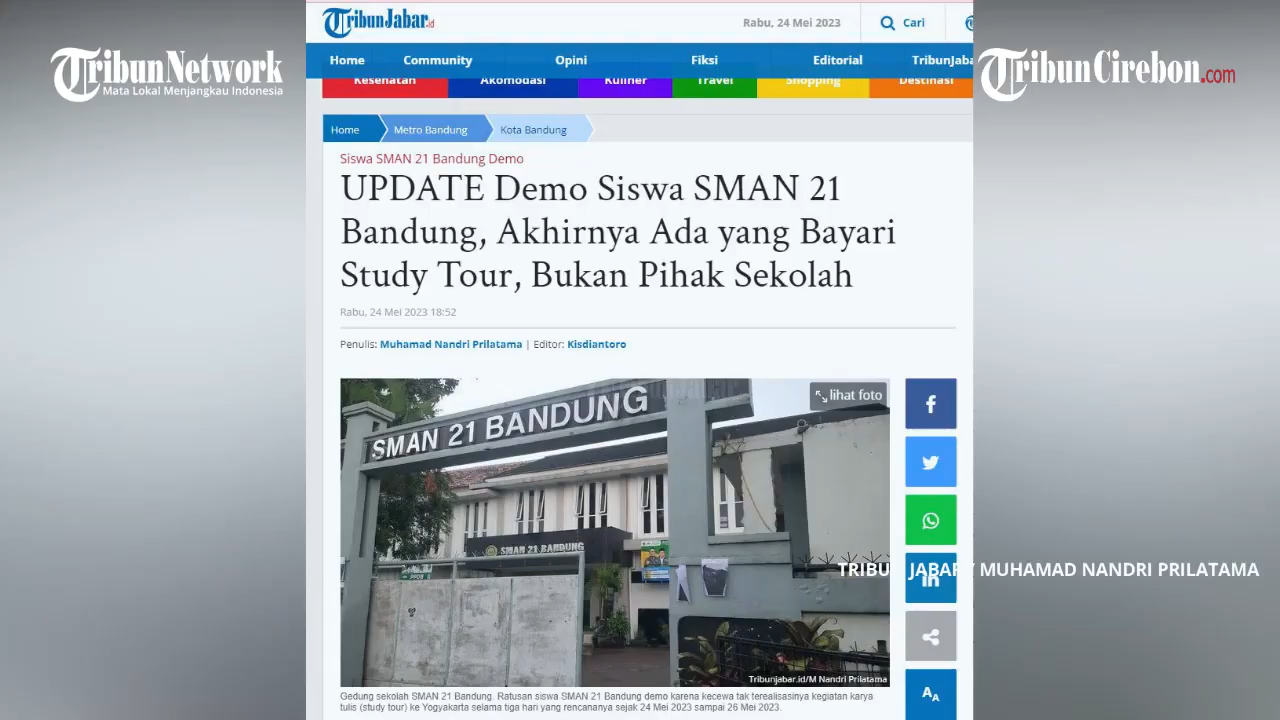 TribunNetwork
Mata Lokal Menjangkau Indonesia
TribunJabar.id
Rabu, 24 Mei 2023
Cari
TribunCirebon.com
Home
Community
Opini
Fiksi
Editorial
TribunJaba
Kesehatan
Akomodasi
Kuliner
Travel
Shopping
Destinasi
Home
Metro Bandung
Kota Bandung
Siswa SMAN 21 Bandung Demo
UPDATE Demo Siswa SMAN 21
Bandung, Akhirnya Ada yang Bayari
Study Tour, Bukan Pihak Sekolah
Rabu, 24 Mei 2023 18:52
Penulis: Muhamad Nandri Prilatama | Editor: Kisdiantoro
lihat foto
SMAN 21 BANDUNG
SMAN 21 BANDUNG
TRIBUN JABAR / MUHAMAD NANDRI PRILATAMA
Tribunjabar.id/M Nandri Prilatama
Gedung sekolah SMAN 21 Bandung. Ratusan siswa SMAN 21 Bandung demo karena kecewa tak terealisasinya kegiatan karya
tulis (study tour) ke Yogyakarta selama tiga hari yang rencananya sejak 24 Mei 2023 sampai 26 Mei 2023.
AA